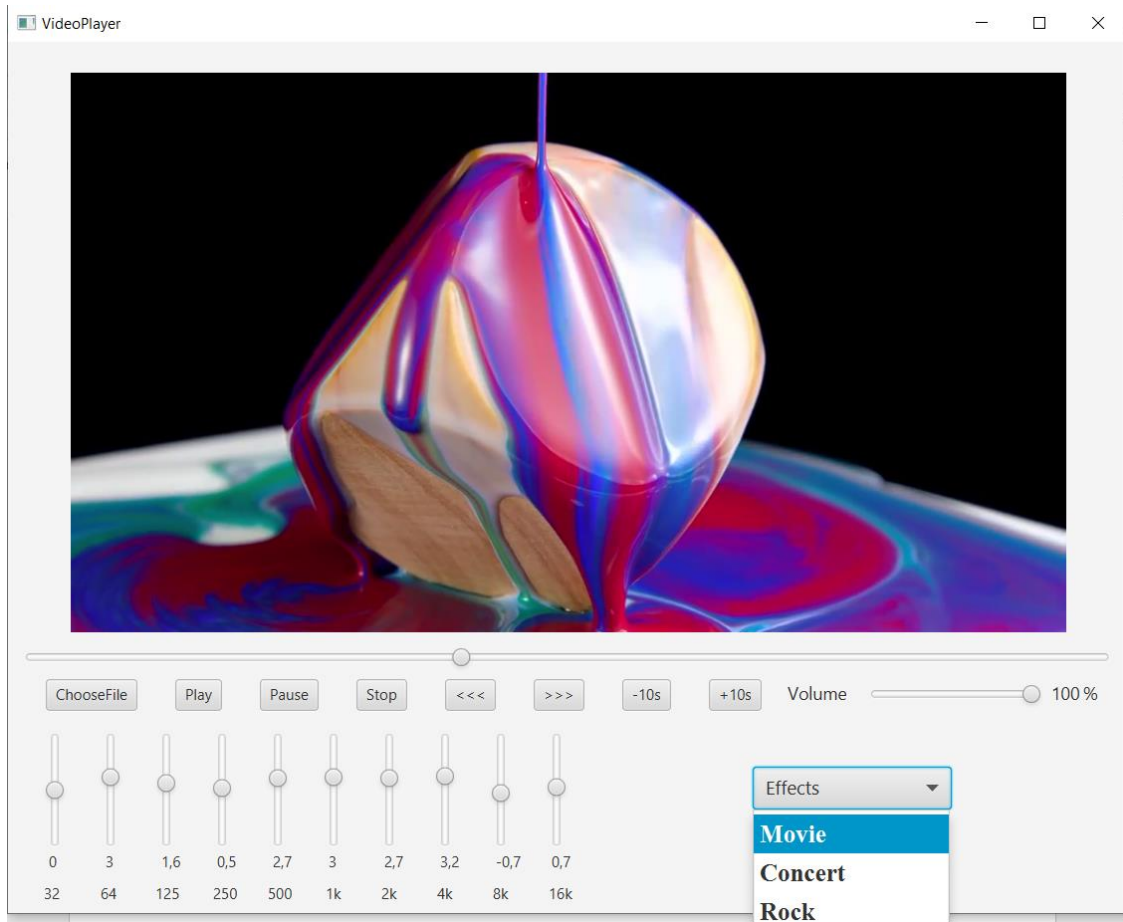 VideoPlayer
ChooseFile Play Pause Stop <<< >>> -10s +10s Volume 100 %
Effects
Movie
Concert
Rock
0 3 1,6 0,5 2,7 3 2,7 3,2 -0,7 0,7
32 64 125 250 500 1k 2k 4k 8k 16k